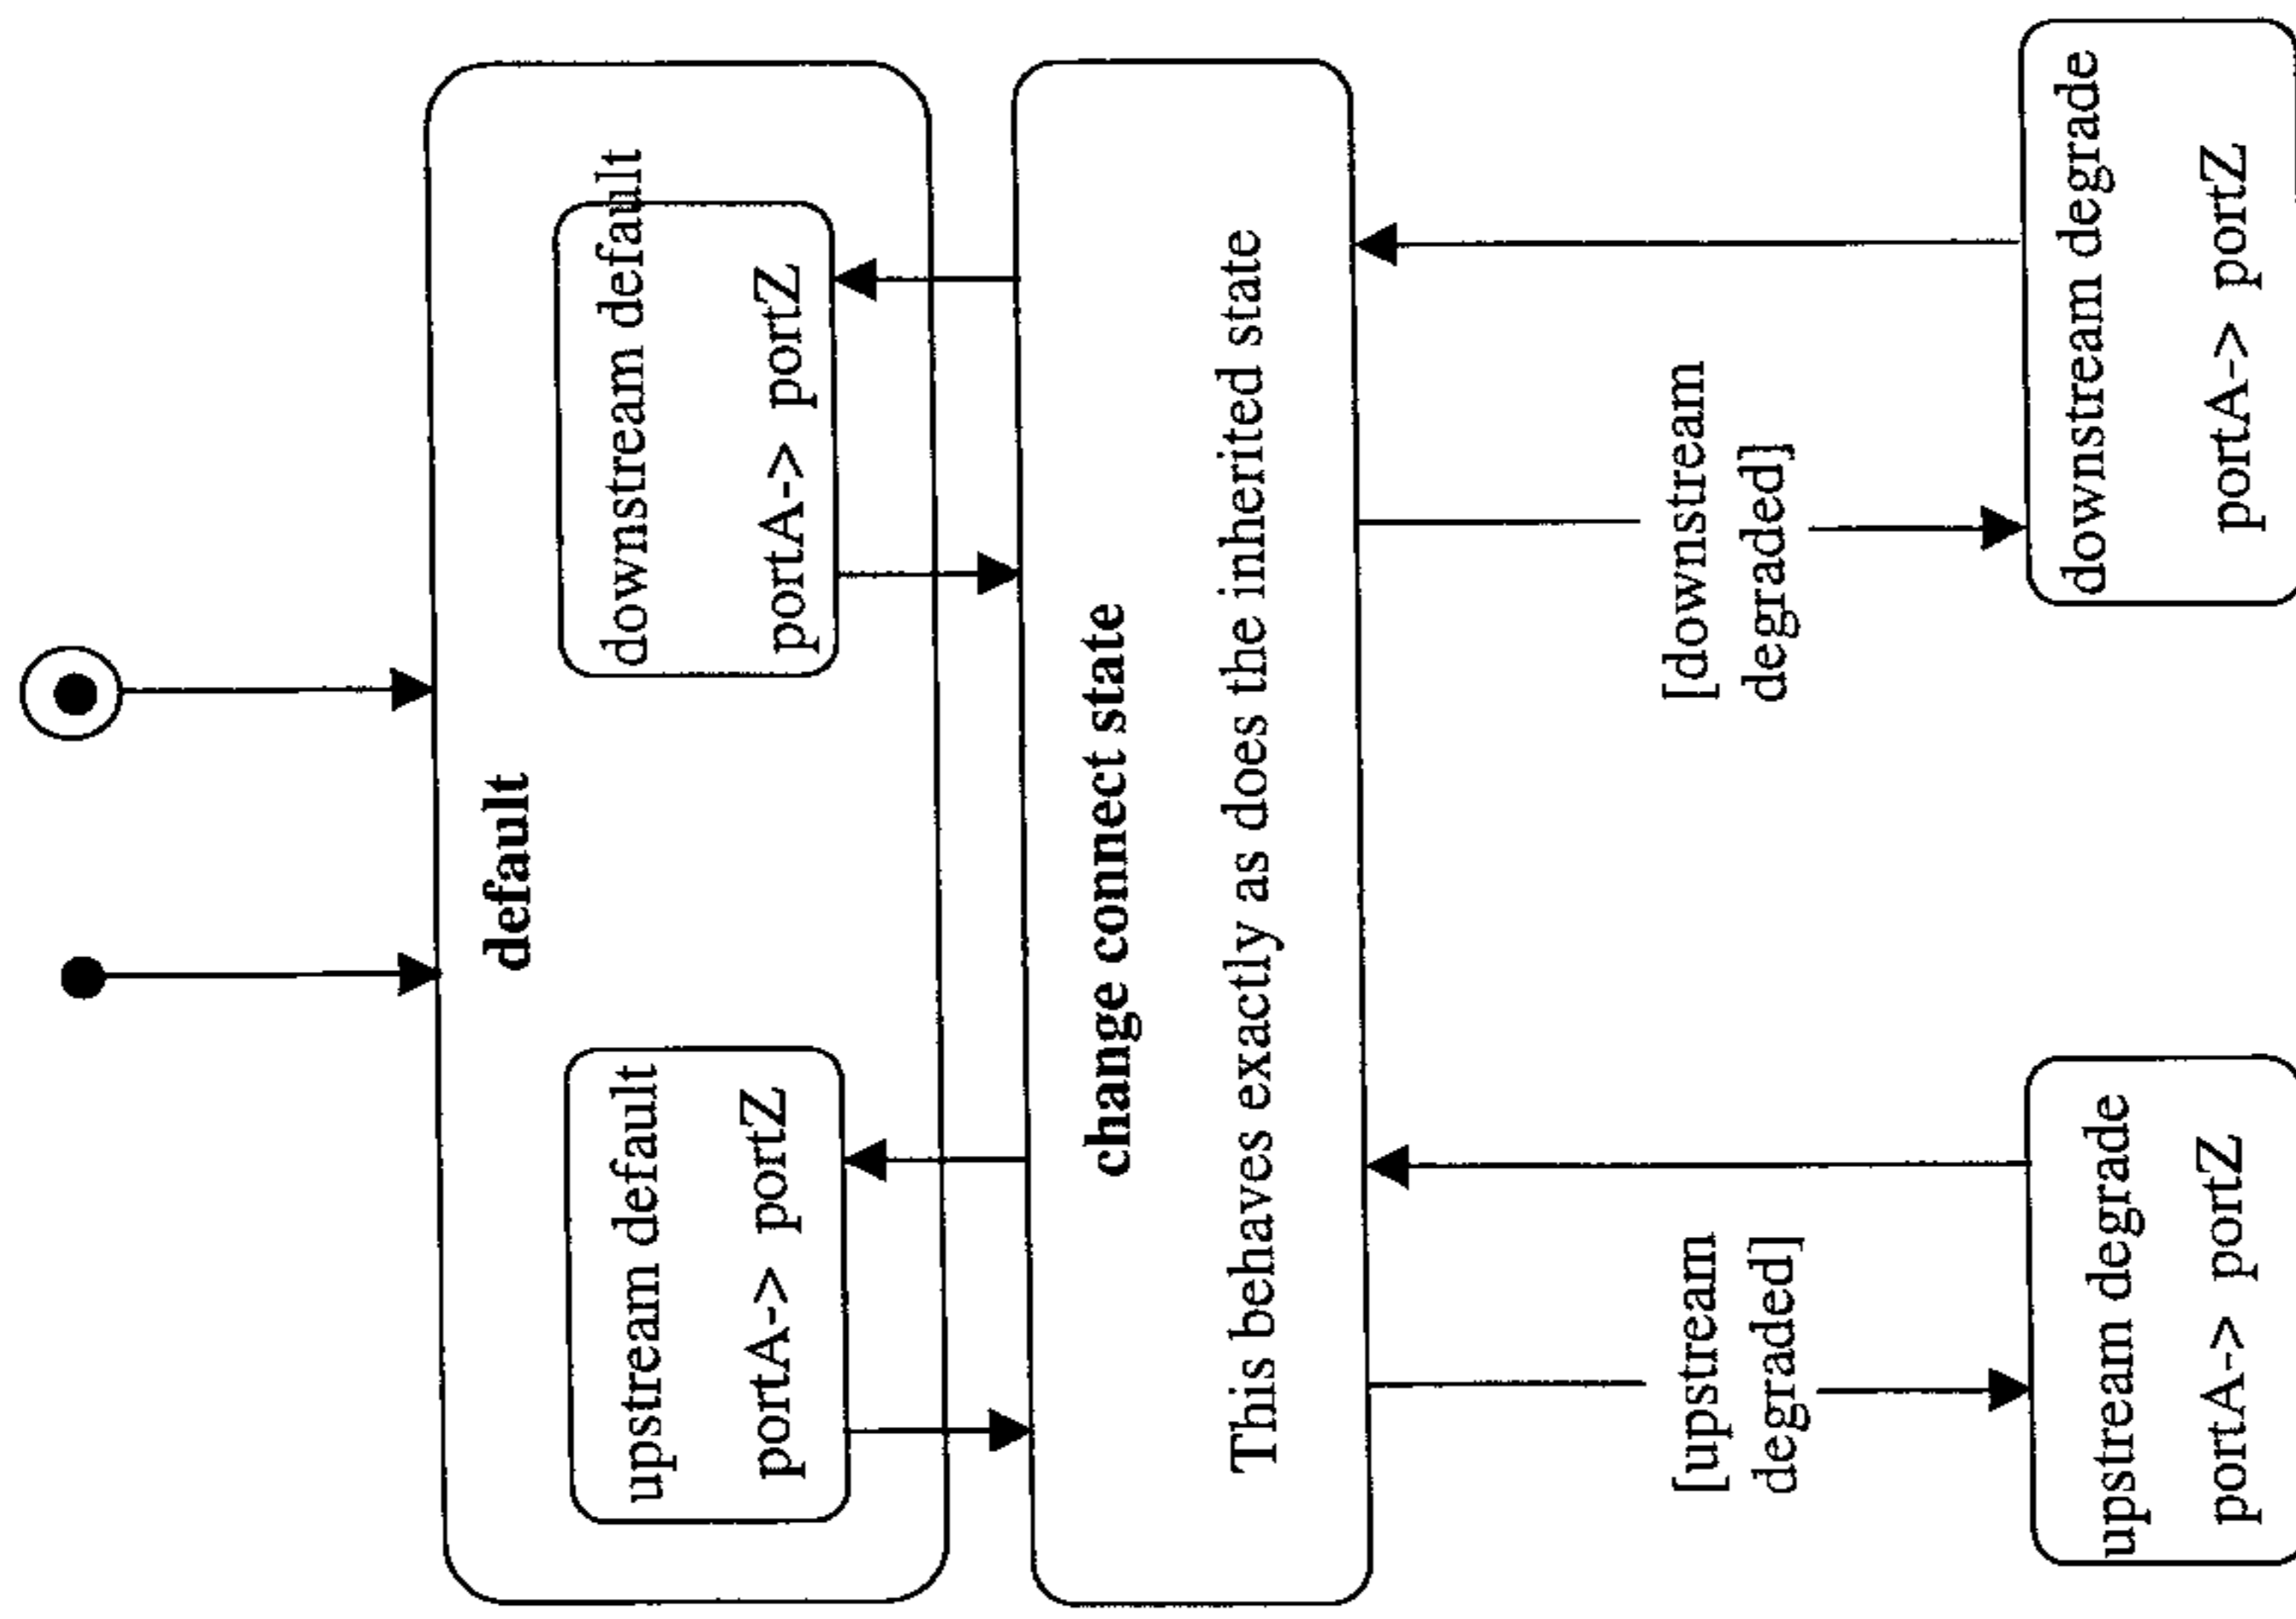 default
upstream default
portA-> portZ
downstream default
portA-> portZ
change connect state
This behaves exactly as does the inherited state
[upstream
degraded]
[downstream
degraded]
upstream degrade
portA-> portZ
downstream degrade
portA-> portZ